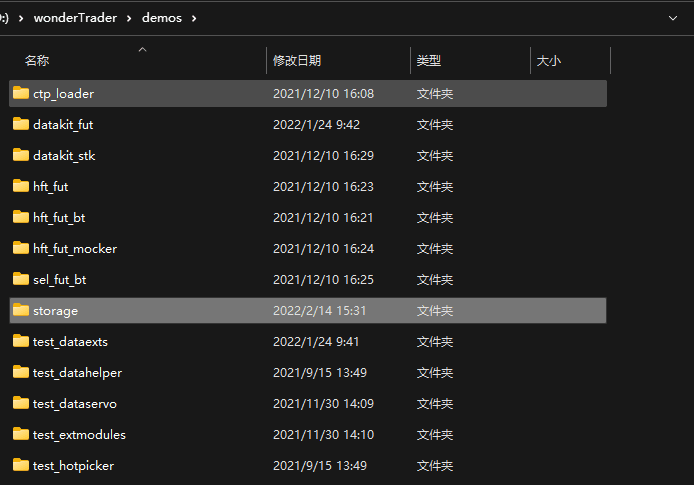 :) › wonderTrader › demos ›
名称 修改日期 类型 大小
ctp_loader 2021/12/10 16:08 文件夹
datakit_fut 2022/1/24 9:42 文件夹
datakit_stk 2021/12/10 16:29 文件夹
hft_fut 2021/12/10 16:23 文件夹
hft_fut_bt 2021/12/10 16:21 文件夹
hft_fut_mocker 2021/12/10 16:24 文件夹
sel_fut_bt 2021/12/10 16:25 文件夹
storage 2022/2/14 15:31 文件夹
test_dataexts 2022/1/24 9:41 文件夹
test_datahelper 2021/9/15 13:49 文件夹
test_dataservo 2021/11/30 14:09 文件夹
test_extmodules 2021/11/30 14:10 文件夹
test_hotpicker 2021/9/15 13:49 文件夹